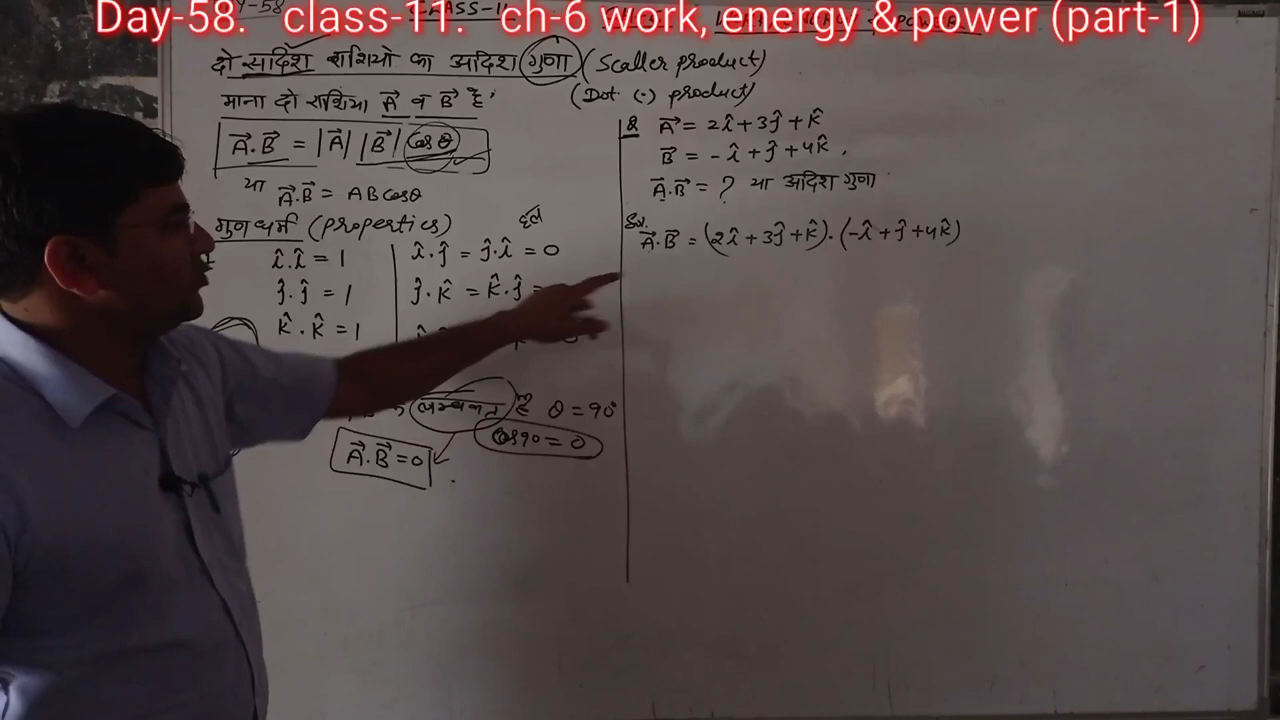 Day-58. class-11. ch-6 work, energy & power (part-1)
दो सदिश राशियो का अदिश गुणा (Scaller product)
(Dot (·) product)
माना दो राशिया A⃗ व B⃗ है
A⃗.B⃗ = |A⃗| |B⃗| cosθ
या A⃗.B⃗ = ABcosθ
गुणधर्म (properties)
î.î = 1
ĵ.ĵ = 1
k̂.k̂ = 1
î.ĵ = ĵ.î = 0
ĵ.k̂ = k̂.ĵ =
लम्बवत है θ = 90°
cos90 = 0
A⃗.B⃗ = 0
Q A⃗ = 2î + 3ĵ + k̂
B⃗ = -î + ĵ + 4k̂.
A⃗.B⃗ = ? या अदिश गुणा
Sol.
A⃗.B⃗ = (2î + 3ĵ + k̂).(-î + ĵ + 4k̂)